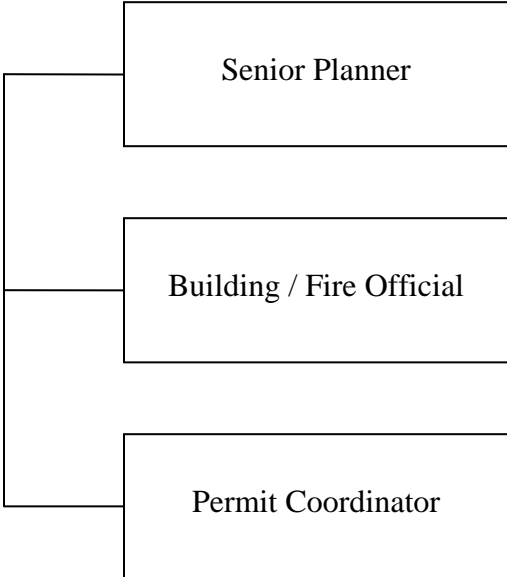 Senior Planner
Building / Fire Official
Permit Coordinator